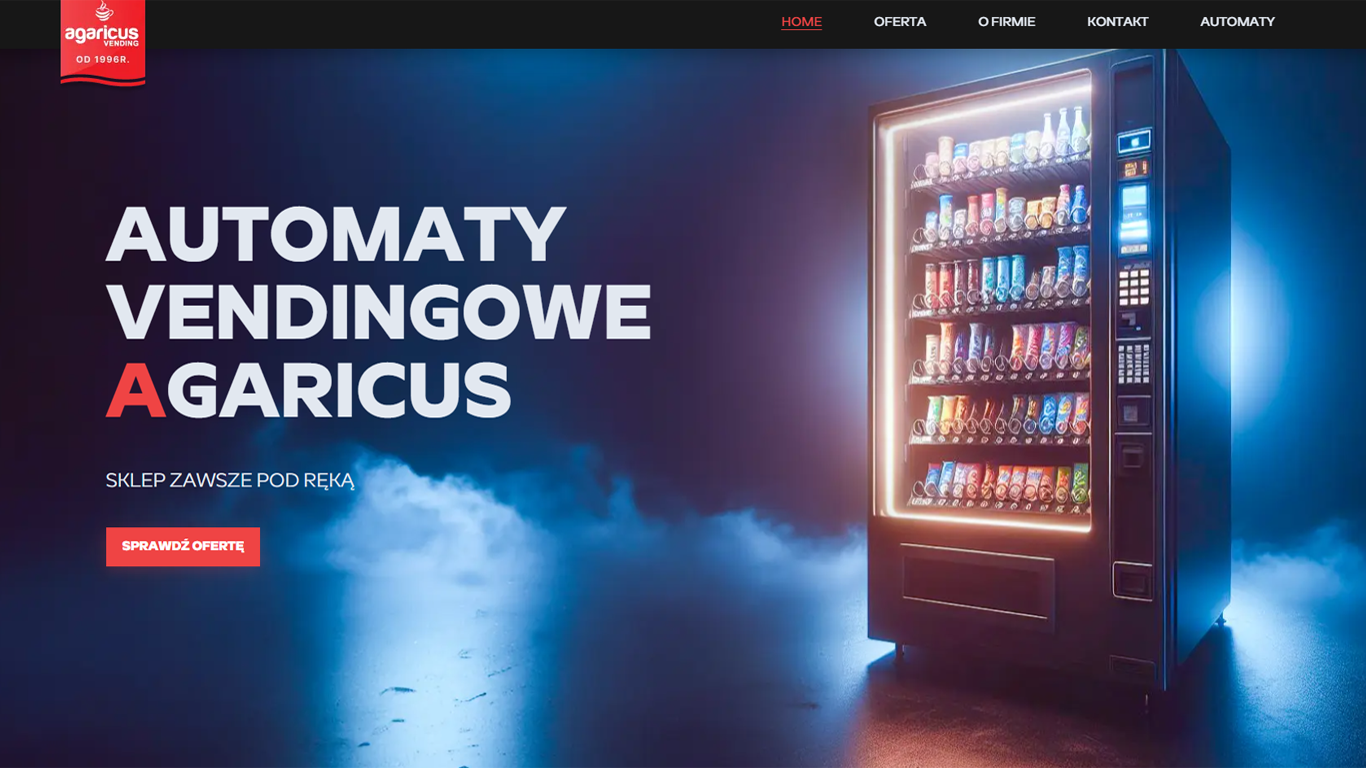 agaricus
VENDING
OD 1996R.
HOME
OFERTA
O FIRMIE
KONTAKT
AUTOMATY
AUTOMATY
VENDINGOWE
AGARICUS
SKLEP ZAWSZE POD RĘKĄ
SPRAWDŹ OFERTĘ